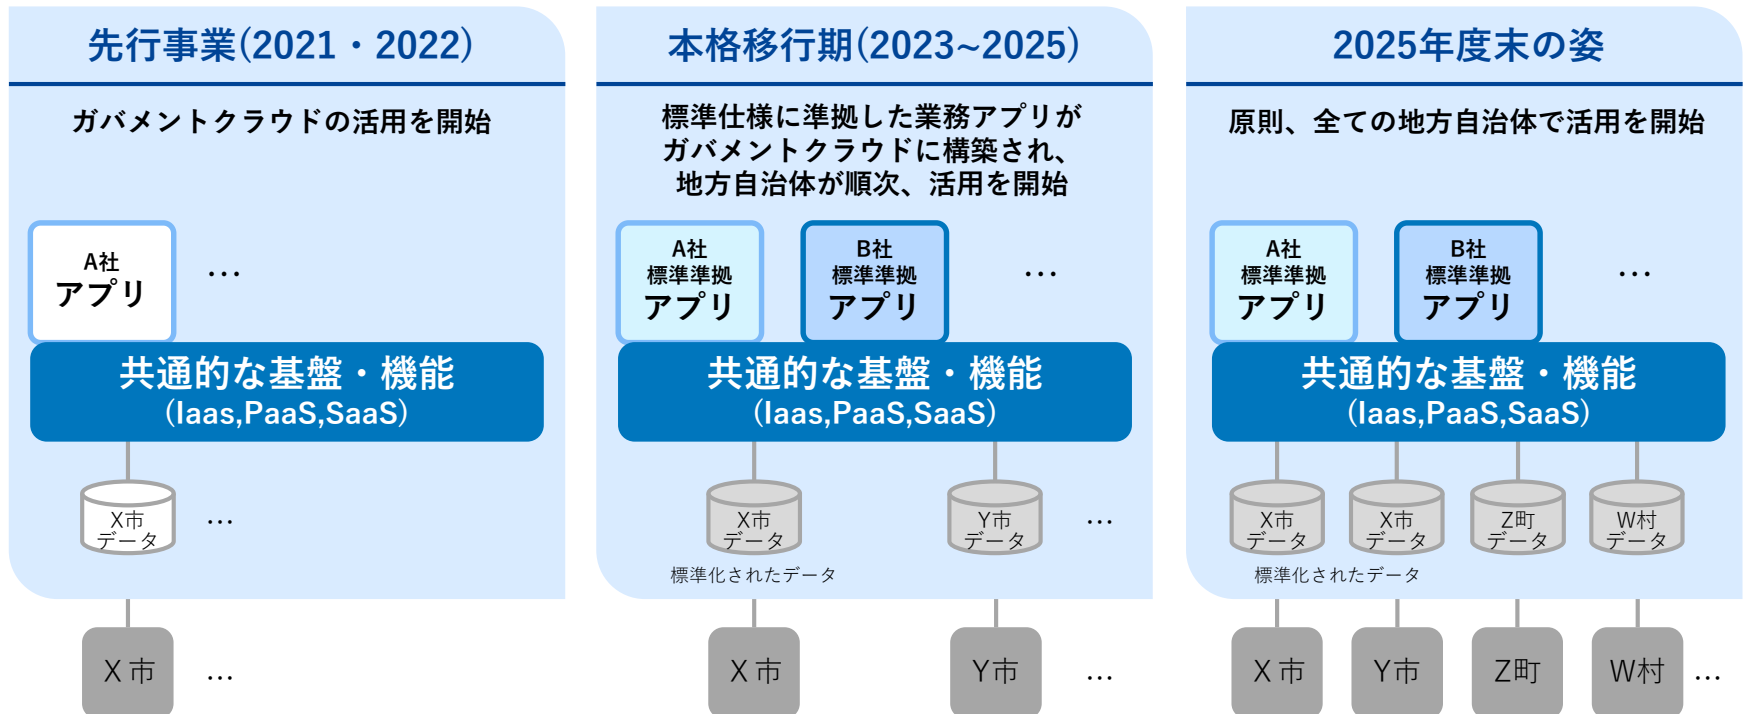 先行事業(2021・2022)
ガバメントクラウドの活用を開始
A社
アプリ
…
共通的な基盤・機能
(Iaas,PaaS,SaaS)
X市
データ
…
X市
…
本格移行期(2023~2025)
標準仕様に準拠した業務アプリが
ガバメントクラウドに構築され、
地方自治体が順次、活用を開始
A社
標準準拠
アプリ
B社
標準準拠
アプリ
…
共通的な基盤・機能
(Iaas,PaaS,SaaS)
X市
データ
Y市
データ
…
標準化されたデータ
X市
Y市
…
2025年度末の姿
原則、全ての地方自治体で活用を開始
A社
標準準拠
アプリ
B社
標準準拠
アプリ
…
共通的な基盤・機能
(Iaas,PaaS,SaaS)
X市
データ
X市
データ
Z町
データ
W村
データ
標準化されたデータ
X市
Y市
Z町
W村
…